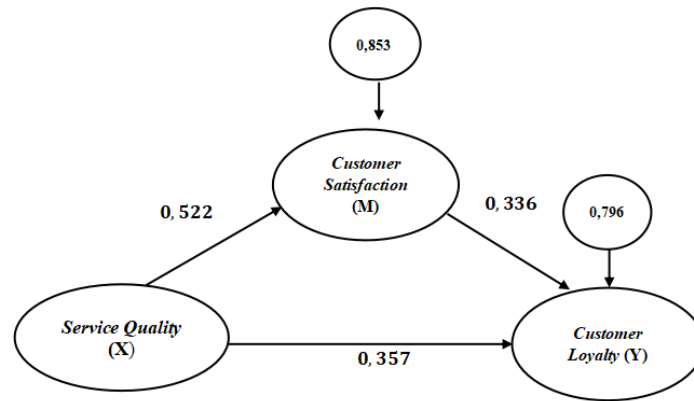 0,853
Customer
Satisfaction
(M)
0,522
0,336
0,796
Service Quality
(X)
0,357
Customer
Loyalty (Y)